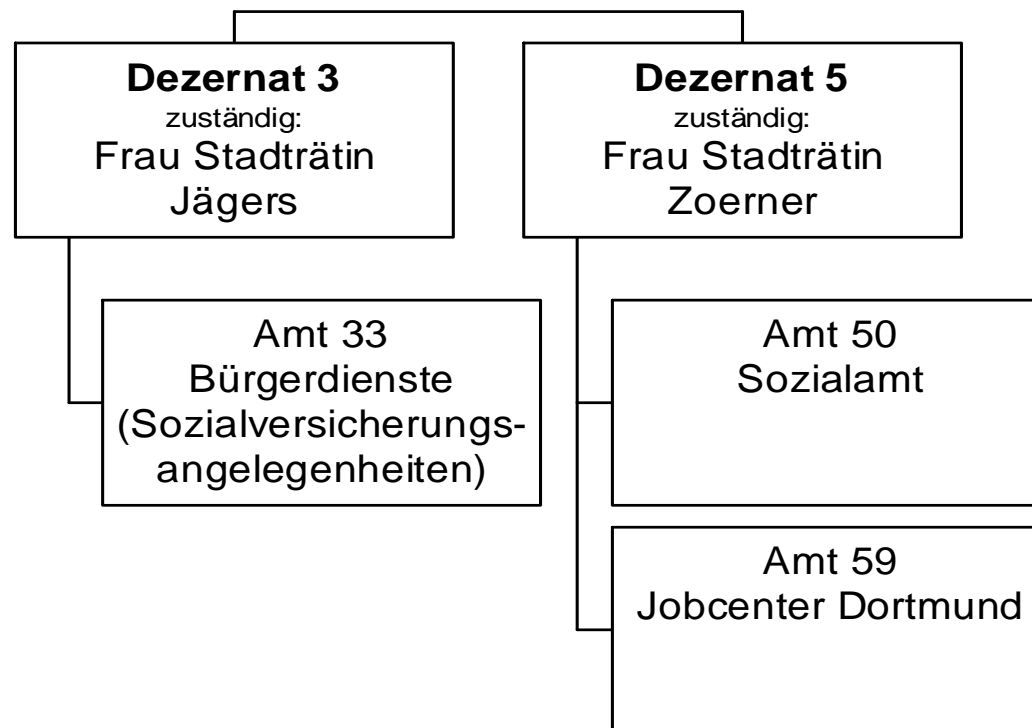 Dezernat 3
zuständig:
Frau Stadträtin
Jägers
Dezernat 5
zuständig:
Frau Stadträtin
Zoerner
Amt 33
Bürgerdienste
(Sozialversicherungs-
angelegenheiten)
Amt 50
Sozialamt
Amt 59
Jobcenter Dortmund